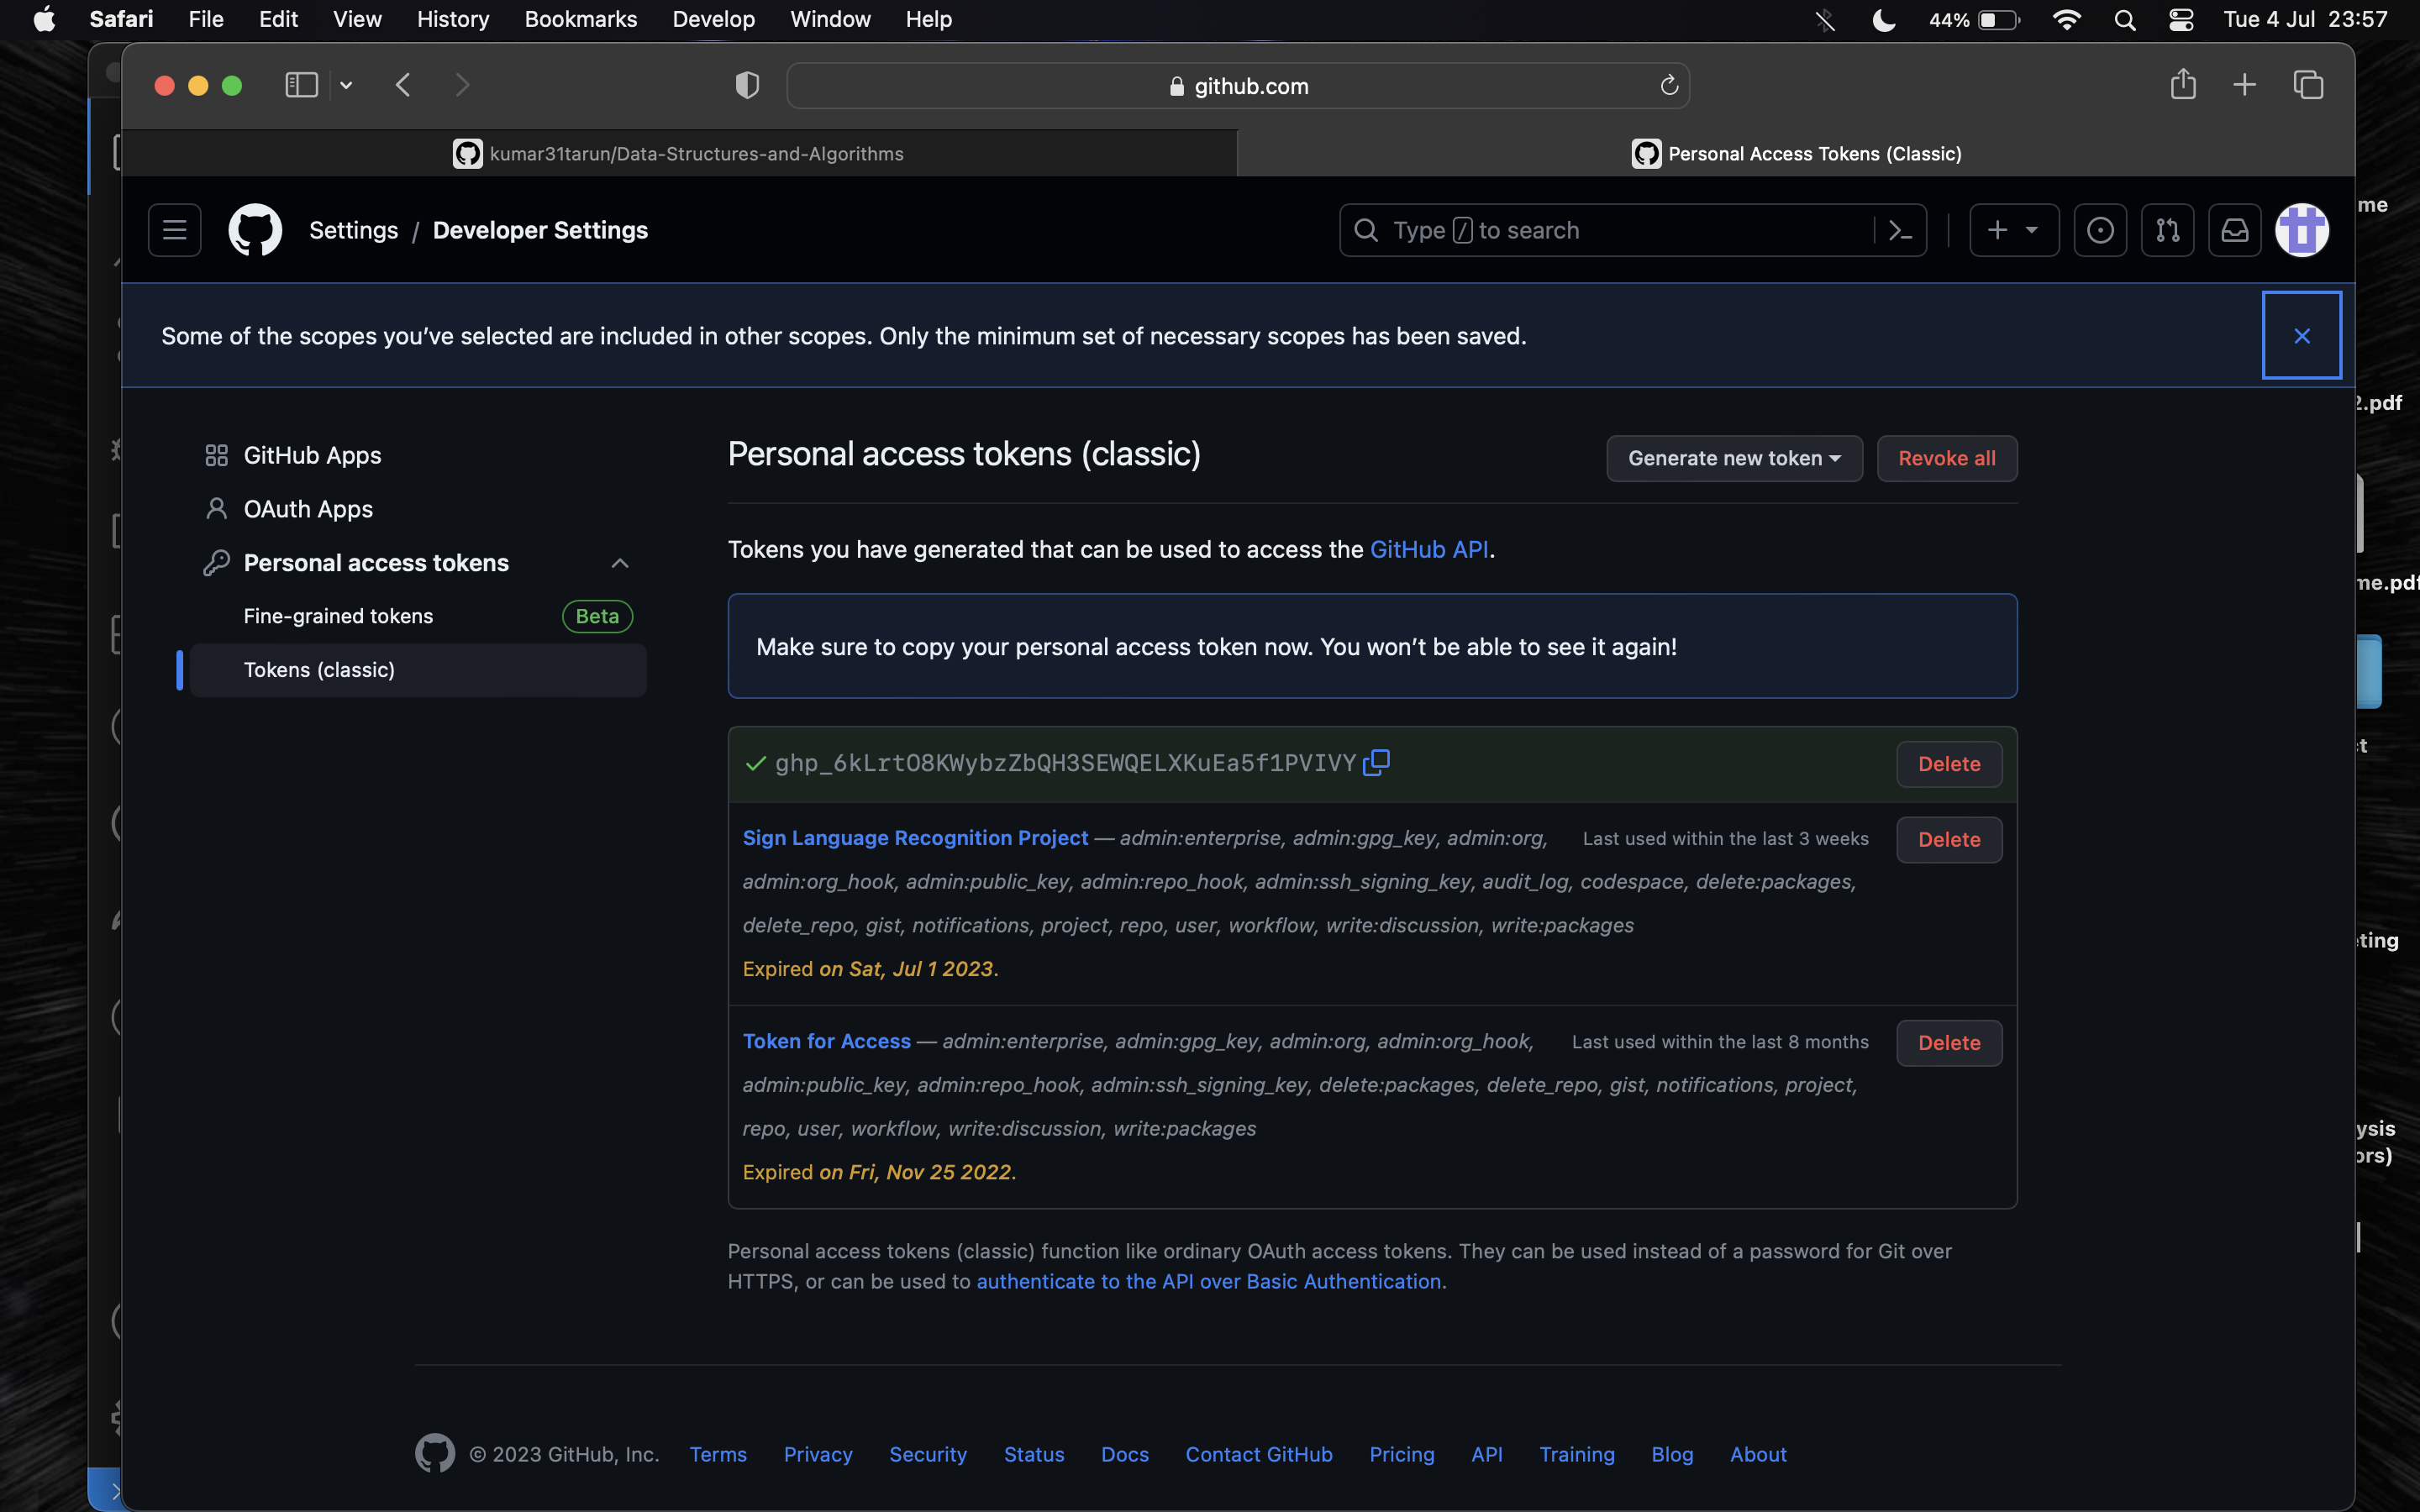 Safari File Edit View History Bookmarks Develop Window Help 44% Tue 4 Jul 23:57
github.com
kumar31tarun/Data-Structures-and-Algorithms
Personal Access Tokens (Classic)
Settings / Developer Settings
Type / to search
Some of the scopes you’ve selected are included in other scopes. Only the minimum set of necessary scopes has been saved.
GitHub Apps
OAuth Apps
Personal access tokens
Fine-grained tokens Beta
Tokens (classic)
Personal access tokens (classic)
Generate new token
Revoke all
Tokens you have generated that can be used to access the GitHub API.
Make sure to copy your personal access token now. You won’t be able to see it again!
ghp_[access token redacted] Delete
Sign Language Recognition Project — admin:enterprise, admin:gpg_key, admin:org, Last used within the last 3 weeks Delete
admin:org_hook, admin:public_key, admin:repo_hook, admin:ssh_signing_key, audit_log, codespace, delete:packages,
delete_repo, gist, notifications, project, repo, user, workflow, write:discussion, write:packages
Expired on Sat, Jul 1 2023.
Token for Access — admin:enterprise, admin:gpg_key, admin:org, admin:org_hook, Last used within the last 8 months Delete
admin:public_key, admin:repo_hook, admin:ssh_signing_key, delete:packages, delete_repo, gist, notifications, project,
repo, user, workflow, write:discussion, write:packages
Expired on Fri, Nov 25 2022.
Personal access tokens (classic) function like ordinary OAuth access tokens. They can be used instead of a password for Git over
HTTPS, or can be used to authenticate to the API over Basic Authentication.
© 2023 GitHub, Inc. Terms Privacy Security Status Docs Contact GitHub Pricing API Training Blog About
me
2.pdf
me.pdf